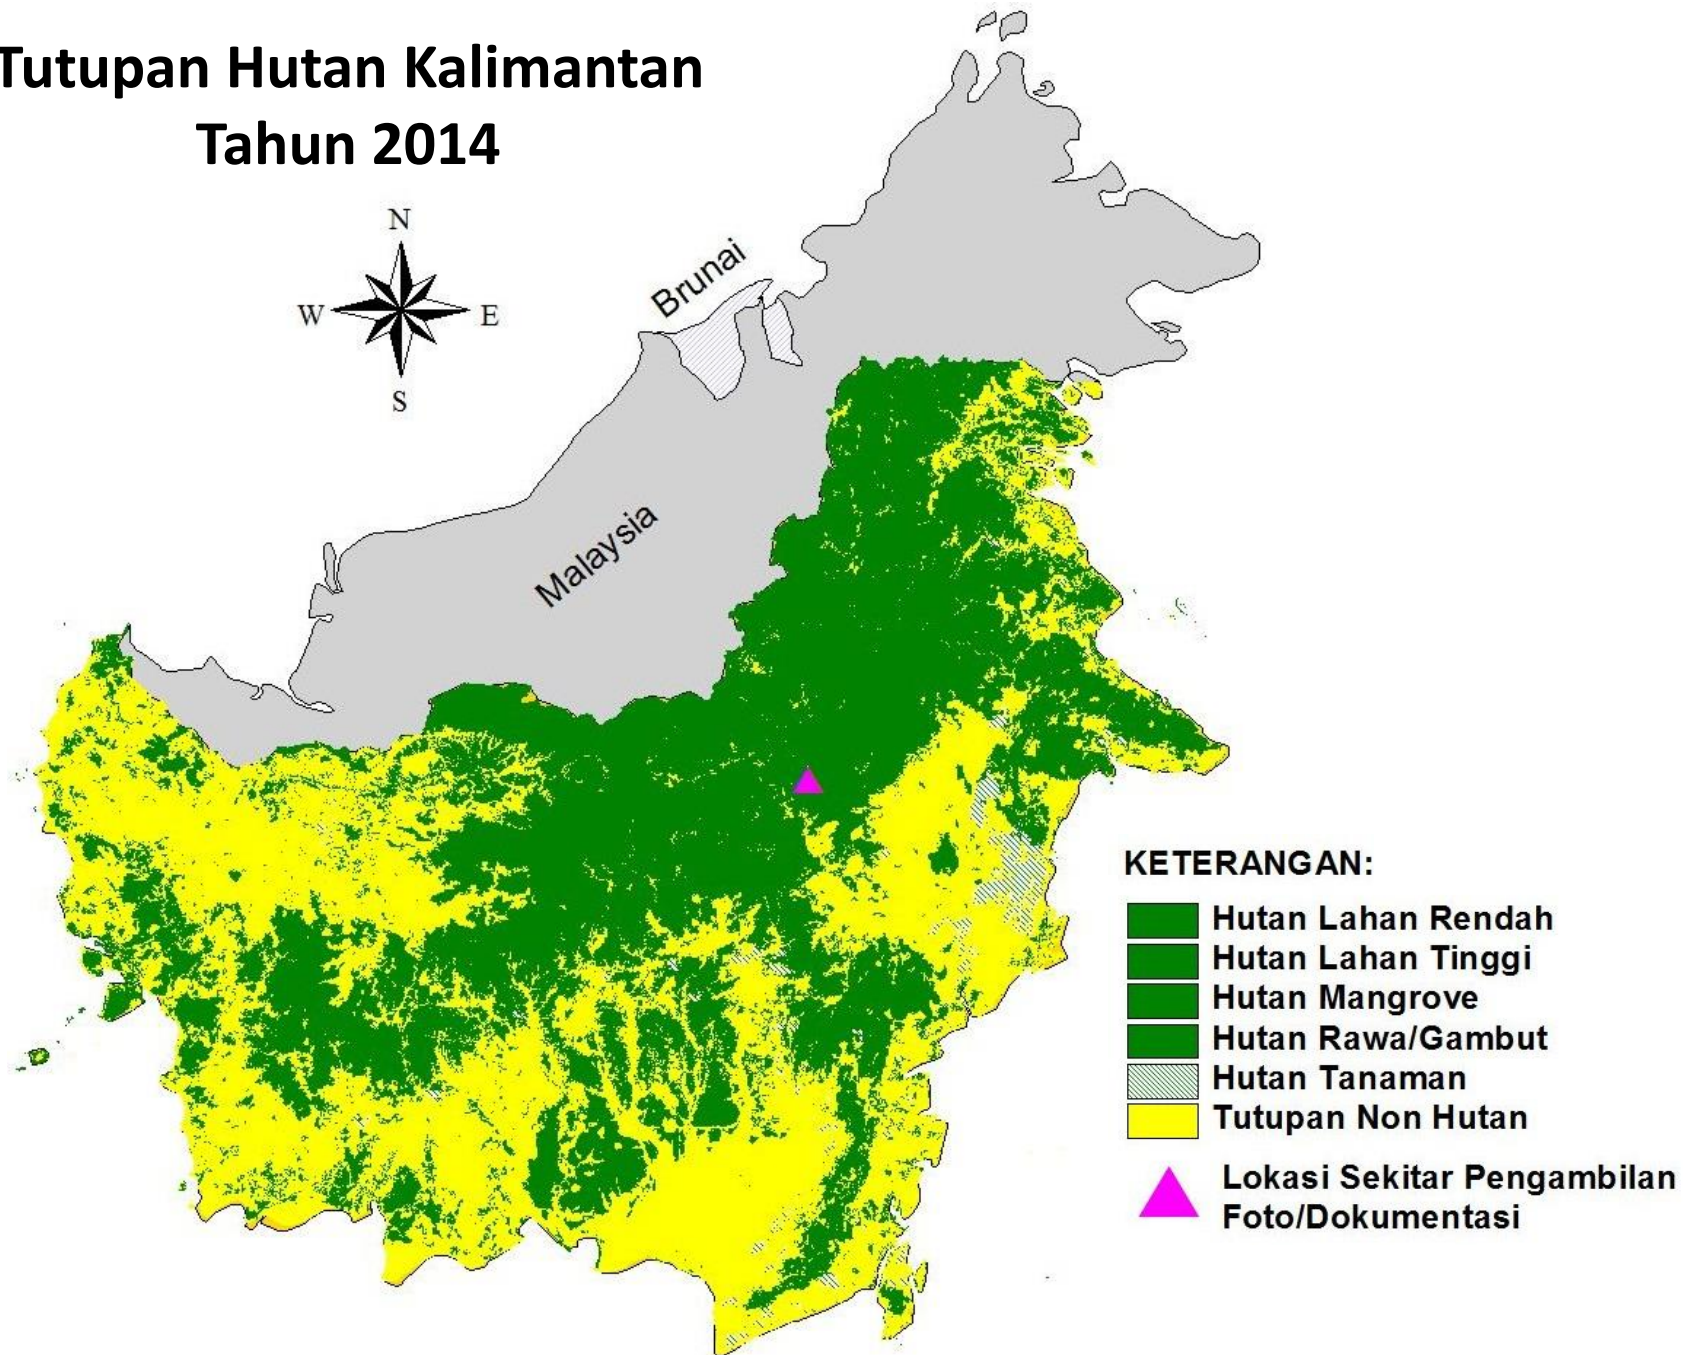 Tutupan Hutan Kalimantan
Tahun 2014
N
W
E
S
Brunai
Malaysia
KETERANGAN:
Hutan Lahan Rendah
Hutan Lahan Tinggi
Hutan Mangrove
Hutan Rawa/Gambut
Hutan Tanaman
Tutupan Non Hutan
Lokasi Sekitar Pengambilan
Foto/Dokumentasi